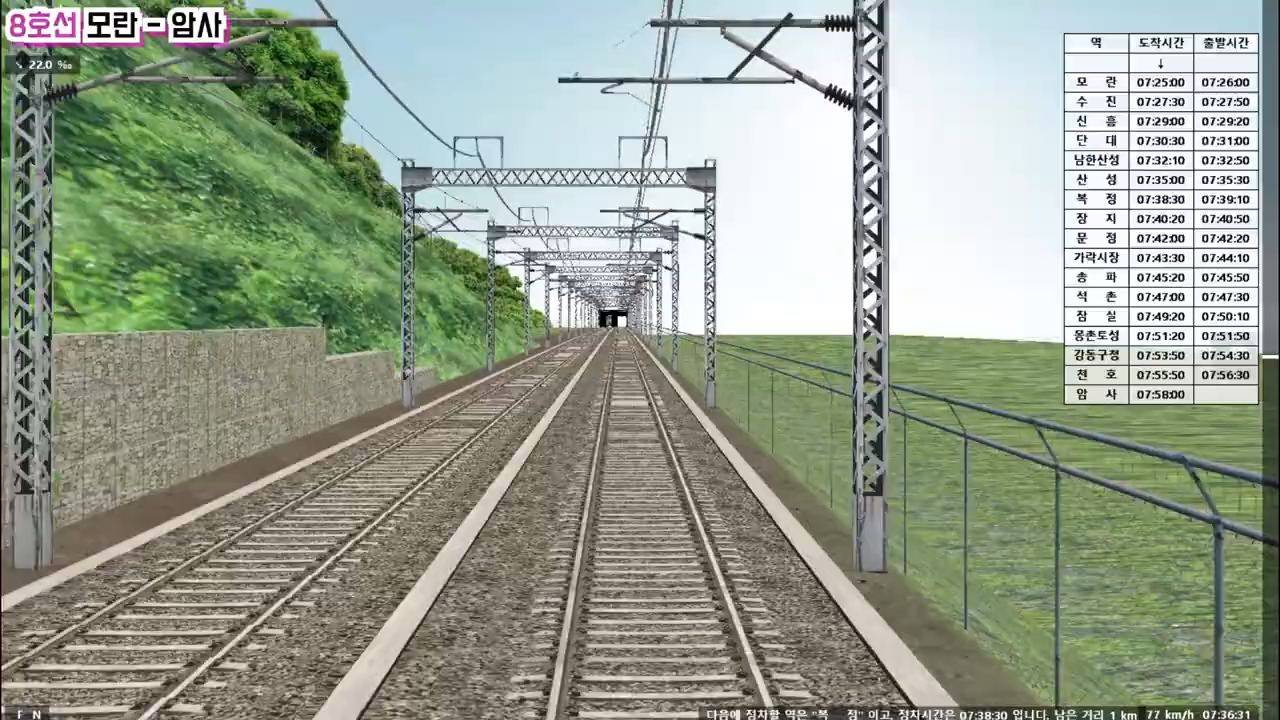 8호선 모란 - 암사
22.0 ‰
역 도착시간 출발시간
↓
모 란 07:25:00 07:26:00
수 진 07:27:30 07:27:50
신 흥 07:29:00 07:29:20
단 대 07:30:30 07:31:00
남한산성 07:32:10 07:32:50
산 성 07:35:00 07:35:30
복 정 07:38:30 07:39:10
장 지 07:40:20 07:40:50
문 정 07:42:00 07:42:20
가락시장 07:43:30 07:44:10
송 파 07:45:20 07:45:50
석 촌 07:47:00 07:47:30
잠 실 07:49:20 07:50:10
몽촌토성 07:51:20 07:51:50
강동구청 07:53:50 07:54:30
천 호 07:55:50 07:56:30
암 사 07:58:00
F N
다음에 정차할 역은 "복 정" 이고, 정차시간은 07:38:30 입니다. 남은 거리 1 km 77 km/h 07:36:31